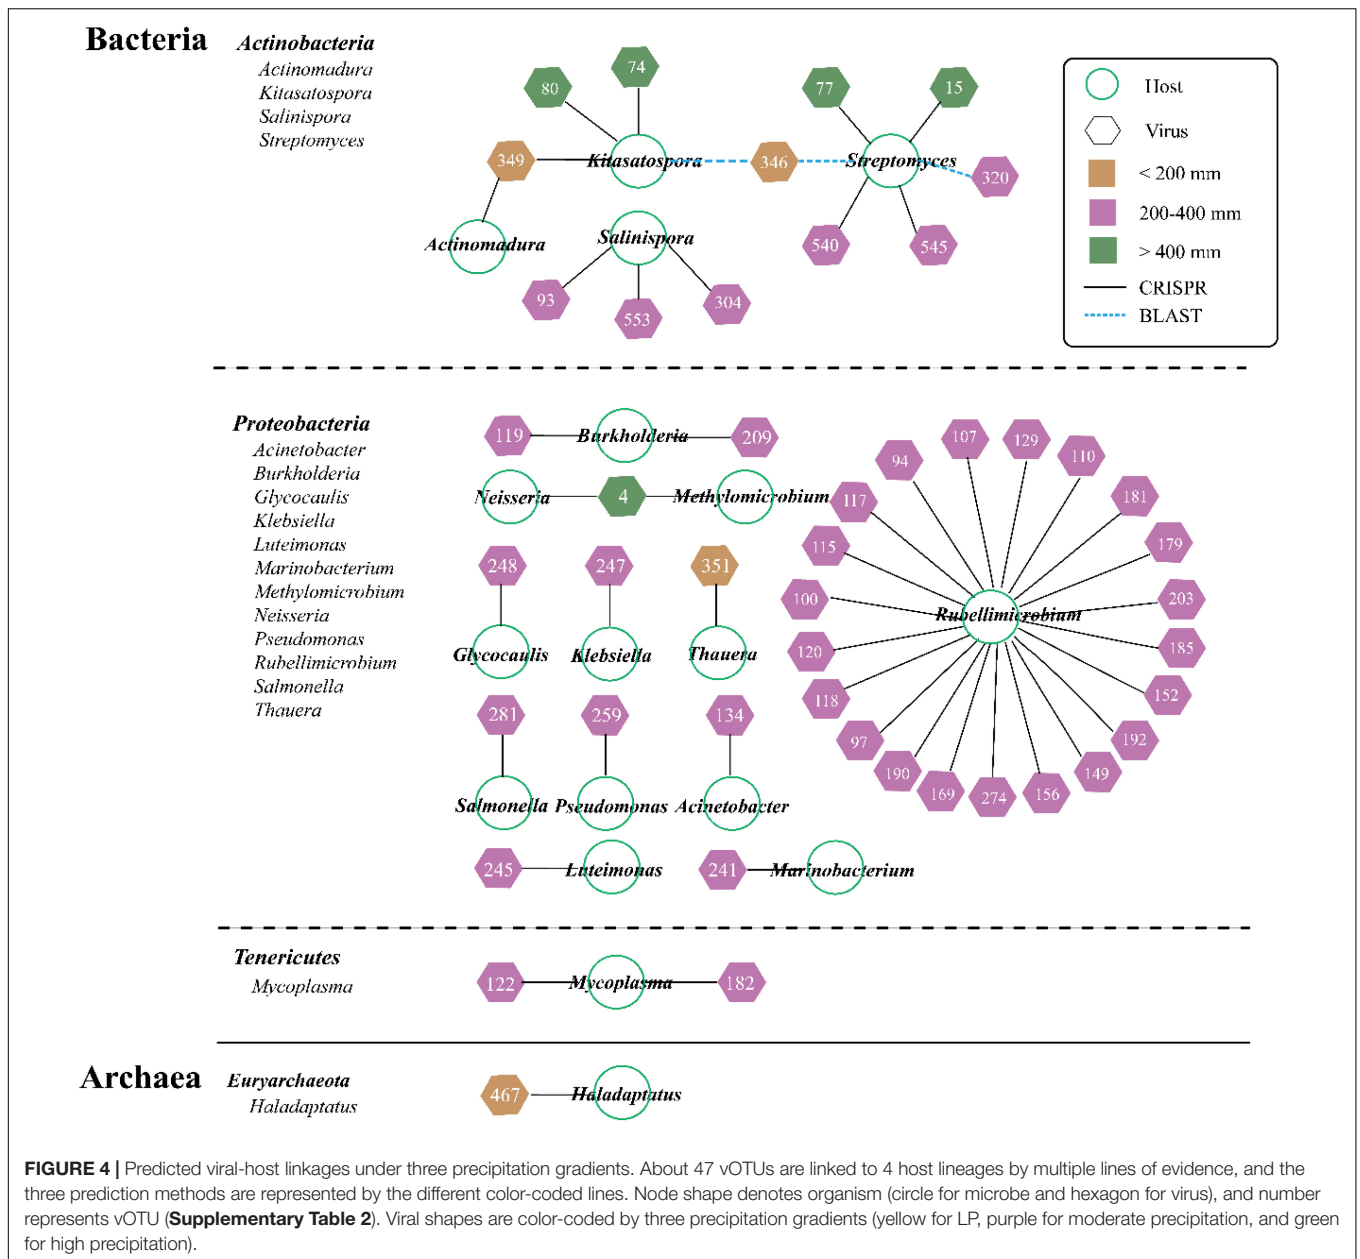 Bacteria
Actinobacteria
Actinomadura
Kitasatospora
Salinispora
Streptomyces
74
80
77
15
349
Kitasatospora
346
Streptomyces
320
Actinomadura
Salinispora
540
545
93
553
304
Host
Virus
< 200 mm
200-400 mm
> 400 mm
CRISPR
BLAST
Proteobacteria
Acinetobacter
Burkholderia
Glycocaulis
Klebsiella
Luteimonas
Marinobacterium
Methylomicrobium
Neisseria
Pseudomonas
Rubellimicrobium
Salmonella
Thauera
119
Burkholderia
209
Neisseria
4
Methylomicrobium
248
247
351
Glycocaulis
Klebsiella
Thauera
281
259
134
Salmonella
Pseudomonas
Acinetobacter
245
Luteimonas
241
Marinobacterium
107
129
94
110
117
181
115
179
100
Rubellimicrobium
203
120
185
118
152
97
192
190
149
169
274
156
Tenericutes
Mycoplasma
122
Mycoplasma
182
Archaea
Euryarchaeota
Haladaptatus
467
Haladaptatus
FIGURE 4 | Predicted viral-host linkages under three precipitation gradients. About 47 vOTUs are linked to 4 host lineages by multiple lines of evidence, and the
three prediction methods are represented by the different color-coded lines. Node shape denotes organism (circle for microbe and hexagon for virus), and number
represents vOTU (Supplementary Table 2). Viral shapes are color-coded by three precipitation gradients (yellow for LP, purple for moderate precipitation, and green
for high precipitation).